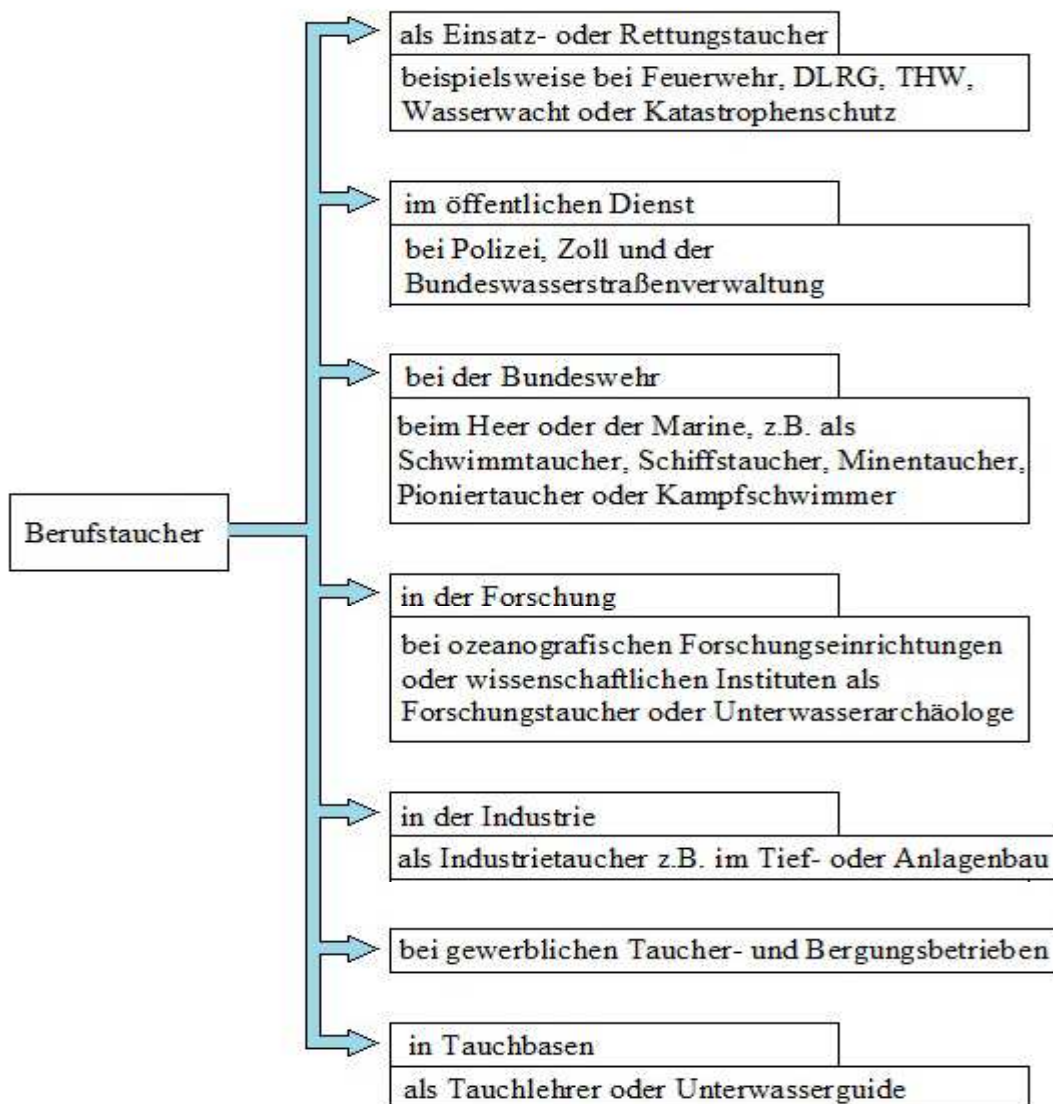 als Einsatz- oder Rettungstaucher
beispielsweise bei Feuerwehr, DLRG, THW,
Wasserwacht oder Katastrophenschutz
im öffentlichen Dienst
bei Polizei, Zoll und der
Bundeswasserstraßenverwaltung
bei der Bundeswehr
beim Heer oder der Marine, z.B. als
Schwimmtaucher, Schiffstaucher, Minentaucher,
Pioniertaucher oder Kampfschwimmer
Berufstaucher
in der Forschung
bei ozeanografischen Forschungseinrichtungen
oder wissenschaftlichen Instituten als
Forschungstaucher oder Unterwasserarchäologe
in der Industrie
als Industrietaucher z.B. im Tief- oder Anlagenbau
bei gewerblichen Taucher- und Bergungsbetrieben
in Tauchbasen
als Tauchlehrer oder Unterwasserguide